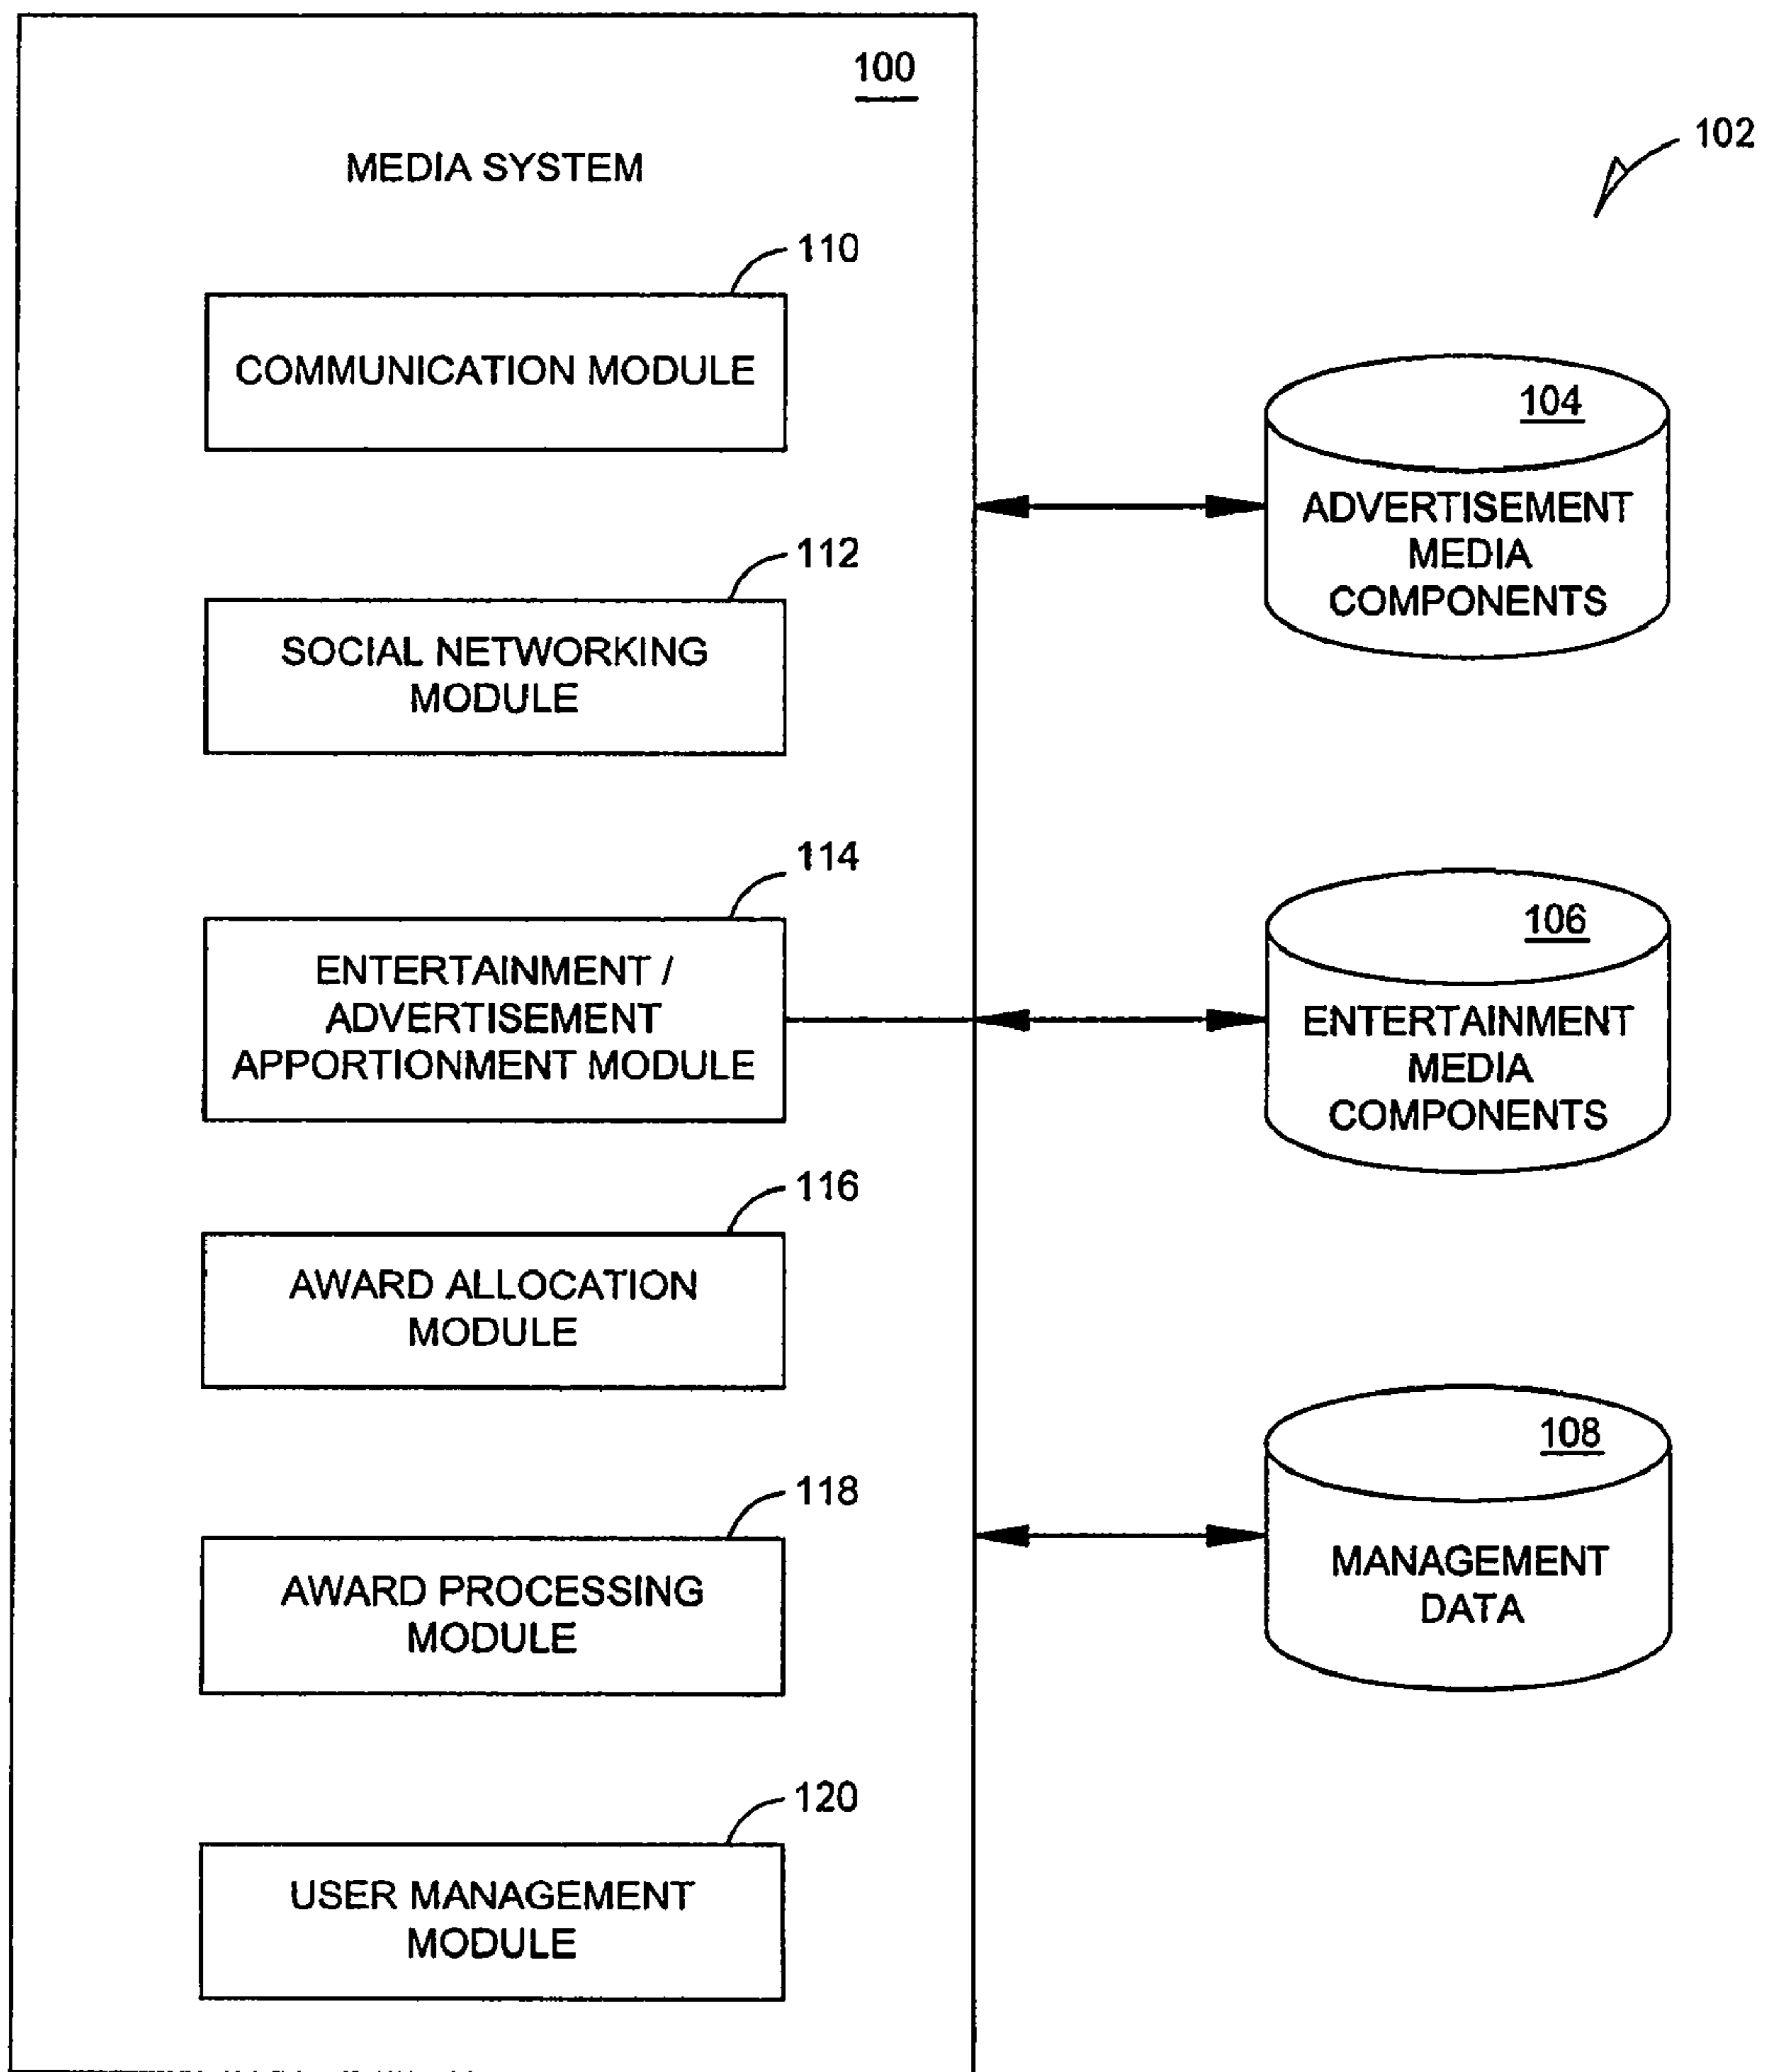 100
MEDIA SYSTEM
110
COMMUNICATION MODULE
112
SOCIAL NETWORKING
MODULE
114
ENTERTAINMENT /
ADVERTISEMENT
APPORTIONMENT MODULE
116
AWARD ALLOCATION
MODULE
118
AWARD PROCESSING
MODULE
120
USER MANAGEMENT
MODULE
102
104
ADVERTISEMENT
MEDIA
COMPONENTS
106
ENTERTAINMENT
MEDIA
COMPONENTS
108
MANAGEMENT
DATA